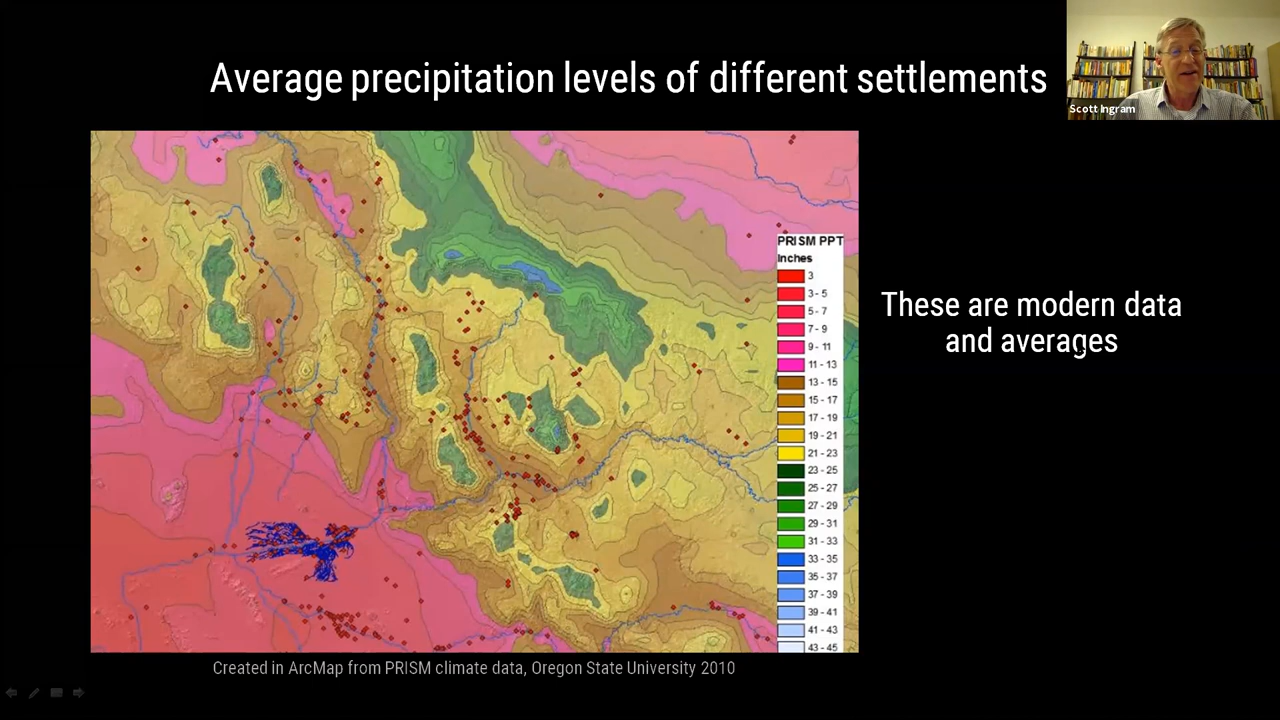 Average precipitation levels of different settlements
Scott Ingram
PRISM PPT
Inches
3
3 - 5
5 - 7
7 - 9
9 - 11
11 - 13
13 - 15
15 - 17
17 - 19
19 - 21
21 - 23
23 - 25
25 - 27
27 - 29
29 - 31
31 - 33
33 - 35
35 - 37
37 - 39
39 - 41
41 - 43
43 - 45
These are modern data
and averages
Created in ArcMap from PRISM climate data, Oregon State University 2010